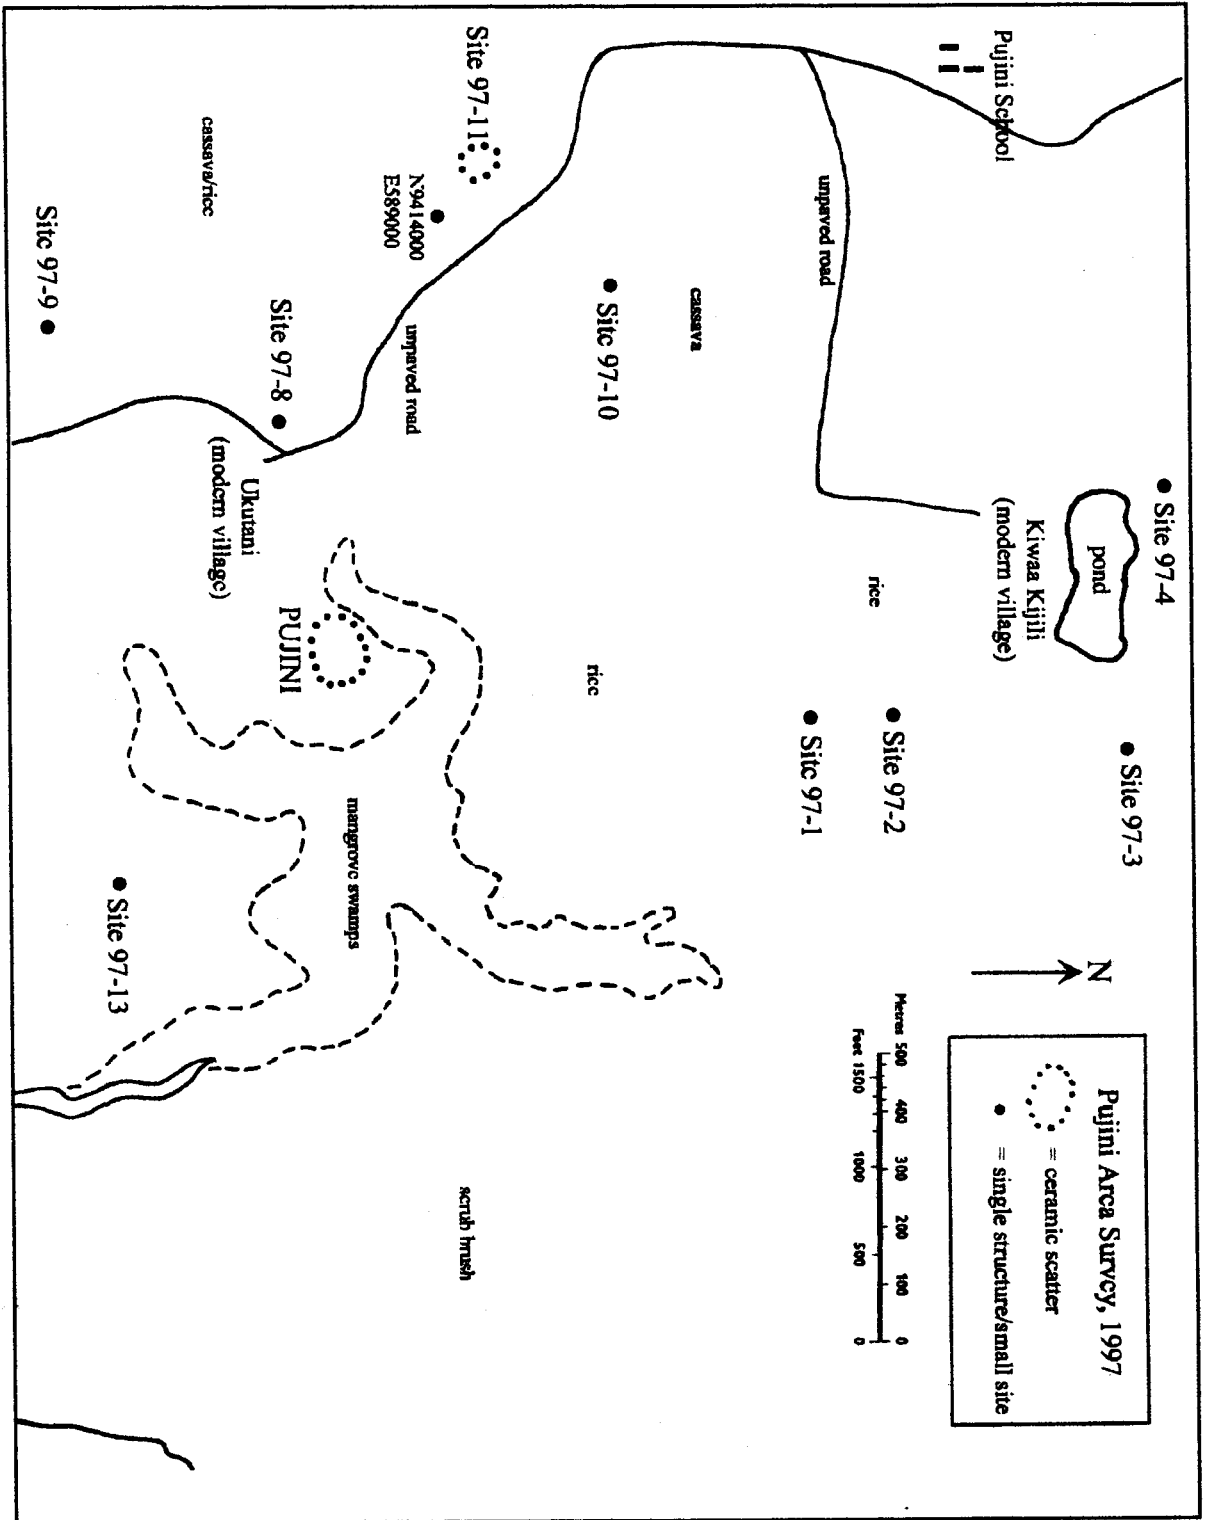 Pujini Area Survey, 1997
= ceramic scatter
= single structure/small site
N
Metres 500 400 300 200 100 0
Feet 1500 1000 500 0
Site 97-4
pond
Site 97-3
Kiwaa Kijili
(modern village)
Pujini School
Site 97-2
rice
unpaved road
Site 97-1
cassava
Site 97-10
rice
Site 97-11
N9414000
E589000
unpaved road
scrub brush
mangrove swamps
PUJINI
Site 97-8
Ukutani
(modern village)
cassava/rice
Site 97-13
Site 97-9